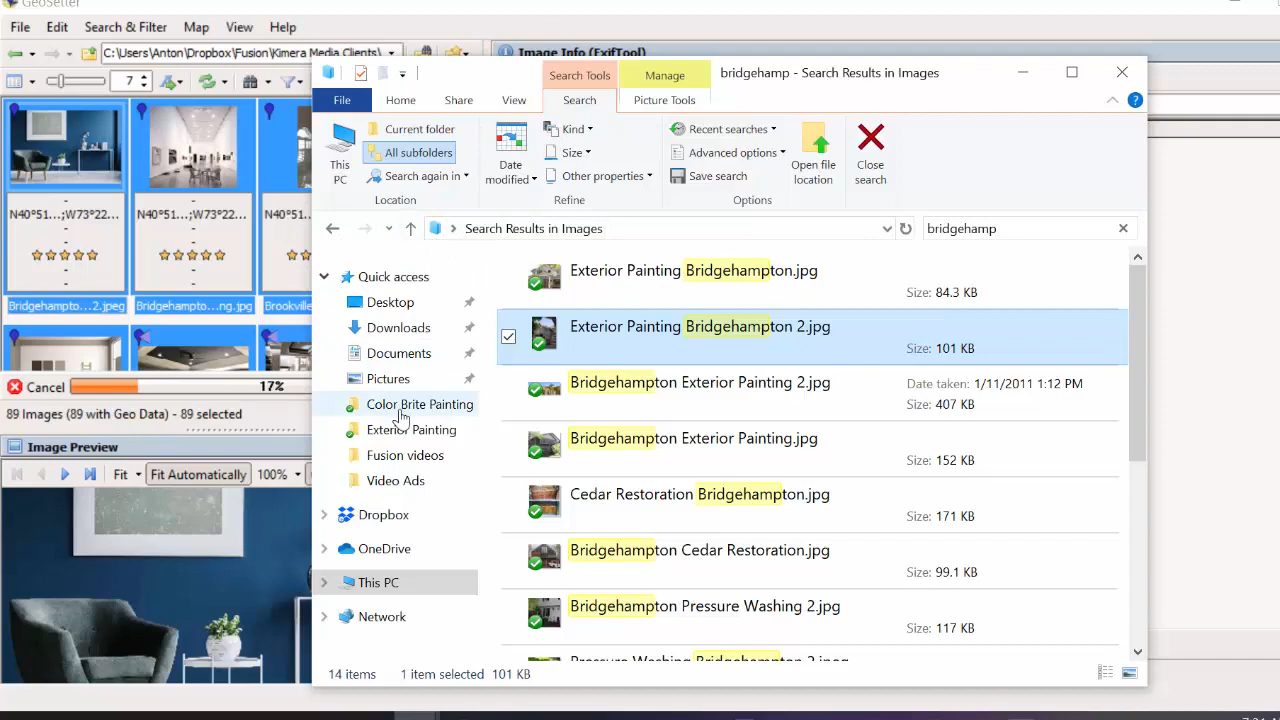 GeoSetter
File Edit Search & Filter Map View Help
C:\Users\Anton\Dropbox\Fusion\Kimera Media Clients\
Image Info (ExifTool)
7
N40°51...;W73°22... N40°51...;W73°22... N40°51
Bridgehampto...2.jpeg Bridgehampto...ng.jpg Brookville
Cancel 17%
89 Images (89 with Geo Data) - 89 selected
Image Preview
Fit Fit Automatically 100%
Search Tools Manage bridgehamp - Search Results in Images
File Home Share View Search Picture Tools
This PC
Current folder
All subfolders
Search again in
Location
Date modified
Kind
Size
Other properties
Refine
Recent searches
Advanced options
Save search
Open file location
Options
Close search
Search Results in Images
bridgehamp
Quick access
Desktop
Downloads
Documents
Pictures
Color Brite Painting
Exterior Painting
Fusion videos
Video Ads
Dropbox
OneDrive
This PC
Network
Exterior Painting Bridgehampton.jpg
Size: 84.3 KB
Exterior Painting Bridgehampton 2.jpg
Size: 101 KB
Bridgehampton Exterior Painting 2.jpg
Date taken: 1/11/2011 1:12 PM
Size: 407 KB
Bridgehampton Exterior Painting.jpg
Size: 152 KB
Cedar Restoration Bridgehampton.jpg
Size: 171 KB
Bridgehampton Cedar Restoration.jpg
Size: 99.1 KB
Bridgehampton Pressure Washing 2.jpg
Size: 117 KB
Pressure Washing Bridgehampton 2.jpeg
14 items 1 item selected 101 KB